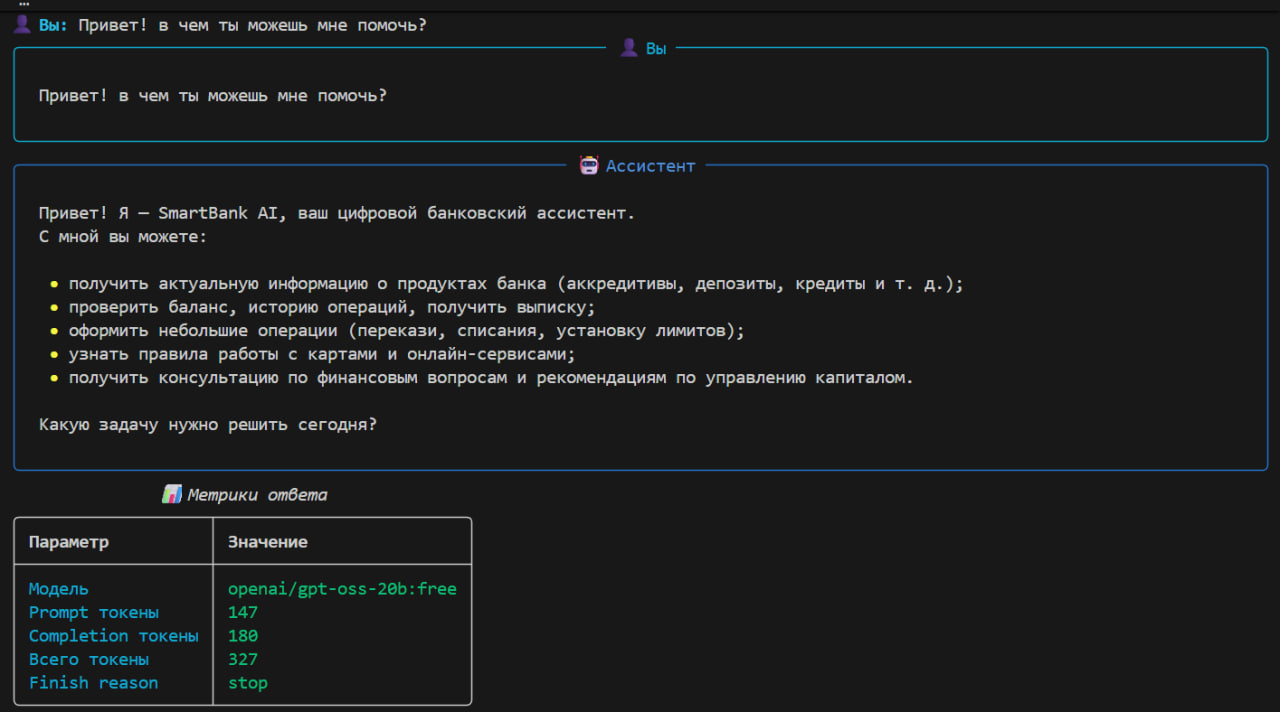 ...
Вы: Привет! в чем ты можешь мне помочь?
Вы
Привет! в чем ты можешь мне помочь?
Ассистент
Привет! Я — SmartBank AI, ваш цифровой банковский ассистент.
С мной вы можете:
• получить актуальную информацию о продуктах банка (аккредитивы, депозиты, кредиты и т. д.);
• проверить баланс, историю операций, получить выписку;
• оформить небольшие операции (перекази, списания, установку лимитов);
• узнать правила работы с картами и онлайн-сервисами;
• получить консультацию по финансовым вопросам и рекомендациям по управлению капиталом.
Какую задачу нужно решить сегодня?
Метрики ответа
Параметр Значение
Модель openai/gpt-oss-20b:free
Prompt токены 147
Completion токены 180
Всего токены 327
Finish reason stop